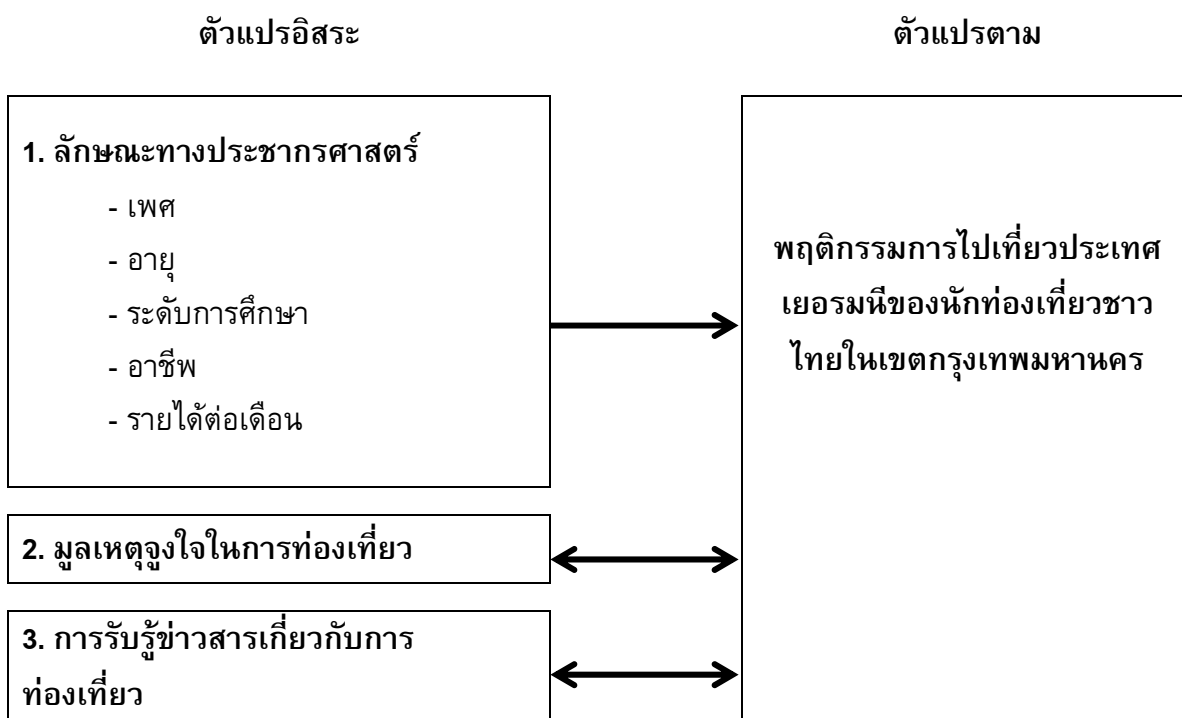 ตัวแปรอิสระ
ตัวแปรตาม
1. ลักษณะทางประชากรศาสตร์
- เพศ
- อายุ
- ระดับการศึกษา
- อาชีพ
- รายได้ต่อเดือน
2. มูลเหตุจูงใจในการท่องเที่ยว
3. การรับรู้ข่าวสารเกี่ยวกับการ
ท่องเที่ยว
พฤติกรรมการไปเที่ยวประเทศ
เยอรมนีของนักท่องเที่ยวชาว
ไทยในเขตกรุงเทพมหานคร